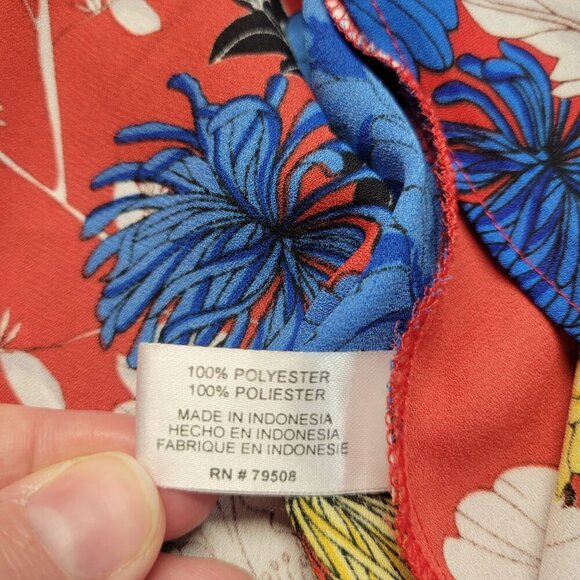 100% POLYESTER
100% POLIESTER
MADE IN INDONESIA
HECHO EN INDONESIA
FABRIQUE EN INDONESIE
RN # 79508